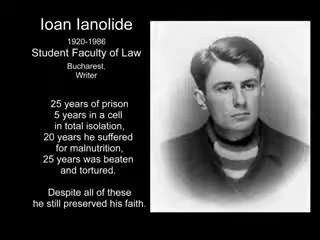 Ioan Ianolide
1920-1986
Student Faculty of Law
Bucharest,
Writer
25 years of prison
5 years in a cell
in total isolation,
20 years he suffered
for malnutrition,
25 years was beaten
and tortured.
Despite all of these
he still preserved his faith.